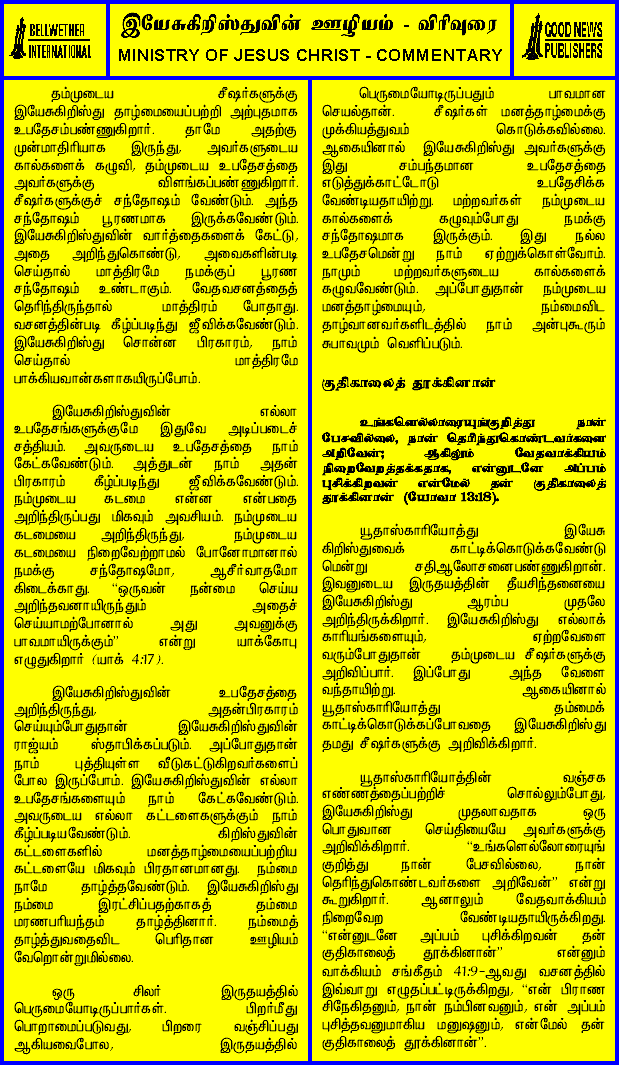 BELLWETHER
INTERNATIONAL
இயேசுகிறிஸ்துவின் ஊழியம் - விரிவுரை
MINISTRY OF JESUS CHRIST - COMMENTARY
GOOD NEWS
PUBLISHERS
தம்முடைய சீஷர்களுக்கு
இயேசுகிறிஸ்து தாழ்மையைப்பற்றி அற்புதமாக
உபதேசம்பண்ணுகிறார். தாமே அதற்கு
முன்மாதிரியாக இருந்து, அவர்களுடைய
கால்களைக் கழுவி, தம்முடைய உபதேசத்தை
அவர்களுக்கு விளங்கப்பண்ணுகிறார்.
சீஷர்களுக்குச் சந்தோஷம் வேண்டும். அந்த
சந்தோஷம் பூரணமாக இருக்கவேண்டும்.
இயேசுகிறிஸ்துவின் வார்த்தைகளைக் கேட்டு,
அதை அறிந்துகொண்டு, அவைகளின்படி
செய்தால் மாத்திரமே நமக்குப் பூரண
சந்தோஷம் உண்டாகும். வேதவசனத்தைத்
தெரிந்திருந்தால் மாத்திரம் போதாது.
வசனத்தின்படி கீழ்ப்படிந்து ஜீவிக்கவேண்டும்.
இயேசுகிறிஸ்து சொன்ன பிரகாரம், நாம்
செய்தால் மாத்திரமே
பாக்கியவான்களாகயிருப்போம்.
இயேசுகிறிஸ்துவின் எல்லா
உபதேசங்களுக்குமே இதுவே அடிப்படைச்
சத்தியம். அவருடைய உபதேசத்தை நாம்
கேட்கவேண்டும். அத்துடன் நாம் அதன்
பிரகாரம் கீழ்ப்படிந்து ஜீவிக்கவேண்டும்.
நம்முடைய கடமை என்ன என்பதை
அறிந்திருப்பது மிகவும் அவசியம். நம்முடைய
கடமையை அறிந்திருந்து, நம்முடைய
கடமையை நிறைவேற்றாமல் போனோமானால்
நமக்கு சந்தோஷமோ, ஆசீர்வாதமோ
கிடைக்காது. “ஒருவன் நன்மை செய்ய
அறிந்தவனாயிருந்தும் அதைச்
செய்யாமற்போனால் அது அவனுக்கு
பாவமாயிருக்கும்” என்று யாக்கோபு
எழுதுகிறார் (யாக் 4:17).
இயேசுகிறிஸ்துவின் உபதேசத்தை
அறிந்திருந்து, அதன்பிரகாரம்
செய்யும்போதுதான் இயேசுகிறிஸ்துவின்
ராஜ்யம் ஸ்தாபிக்கப்படும். அப்போதுதான்
நாம் புத்தியுள்ள வீடுகட்டுகிறவர்களைப்
போல இருப்போம். இயேசுகிறிஸ்துவின் எல்லா
உபதேசங்களையும் நாம் கேட்கவேண்டும்.
அவருடைய எல்லா கட்டளைகளுக்கும் நாம்
கீழ்ப்படியவேண்டும். கிறிஸ்துவின்
கட்டளைகளில் மனத்தாழ்மையைப்பற்றிய
கட்டளையே மிகவும் பிரதானமானது. நம்மை
நாமே தாழ்த்தவேண்டும். இயேசுகிறிஸ்து
நம்மை இரட்சிப்பதற்காகத் தம்மை
மரணபரியந்தம் தாழ்த்தினார். நம்மைத்
தாழ்த்துவதைவிட பெரிதான ஊழியம்
வேறொன்றுமில்லை.
ஒரு சிலர் இருதயத்தில்
பெருமையோடிருப்பார்கள். பிறர்மீது
பொறாமைப்படுவது, பிறரை வஞ்சிப்பது
ஆகியவைபோல, இருதயத்தில்
பெருமையோடிருப்பதும் பாவமான
செயல்தான். சீஷர்கள் மனத்தாழ்மைக்கு
முக்கியத்துவம் கொடுக்கவில்லை.
ஆகையினால் இயேசுகிறிஸ்து அவர்களுக்கு
இது சம்பந்தமான உபதேசத்தை
எடுத்துக்காட்டோடு உபதேசிக்க
வேண்டியதாயிற்று. மற்றவர்கள் நம்முடைய
கால்களைக் கழுவும்போது நமக்கு
சந்தோஷமாக இருக்கும். இது நல்ல
உபதேசமென்று நாம் ஏற்றுக்கொள்வோம்.
நாமும் மற்றவர்களுடைய கால்களைக்
கழுவவேண்டும். அப்போதுதான் நம்முடைய
மனத்தாழ்மையும், நம்மைவிட
தாழ்வானவர்களிடத்தில் நாம் அன்புகூரும்
சுபாவமும் வெளிப்படும்.
குதிகாலைத் தூக்கினான்
உங்களெல்லாரையுங்குறித்து நான்
பேசவில்லை, நான் தெரிந்துகொண்டவர்களை
அறிவேன்; ஆகிலும் வேதவாக்கியம்
நிறைவேறத்தக்கதாக, என்னுடனே அப்பம்
புசிக்கிறவன் என்மேல் தன் குதிகாலைத்
தூக்கினான் (யோவா 13:18).
யூதாஸ்காரியோத்து இயேசு
கிறிஸ்துவைக் காட்டிக்கொடுக்கவேண்டு
மென்று சதிஆலோசனைபண்ணுகிறான்.
இவனுடைய இருதயத்தின் தீயசிந்தனையை
இயேசுகிறிஸ்து ஆரம்ப முதலே
அறிந்திருக்கிறார். இயேசுகிறிஸ்து எல்லாக்
காரியங்களையும், ஏற்றவேளை
வரும்போதுதான் தம்முடைய சீஷர்களுக்கு
அறிவிப்பார். இப்போது அந்த வேளை
வந்தாயிற்று. ஆகையினால்
யூதாஸ்காரியோத்து தம்மைக்
காட்டிக்கொடுக்கப்போவதை இயேசுகிறிஸ்து
தமது சீஷர்களுக்கு அறிவிக்கிறார்.
யூதாஸ்காரியோத்தின் வஞ்சக
எண்ணத்தைப்பற்றிச் சொல்லும்போது,
இயேசுகிறிஸ்து முதலாவதாக ஒரு
பொதுவான செய்தியையே அவர்களுக்கு
அறிவிக்கிறார். “உங்களெல்லோரையுங்
குறித்து நான் பேசவில்லை, நான்
தெரிந்துகொண்டவர்களை அறிவேன்” என்று
கூறுகிறார். ஆனாலும் வேதவாக்கியம்
நிறைவேற வேண்டியதாயிருக்கிறது.
“என்னுடனே அப்பம் புசிக்கிறவன் தன்
குதிகாலைத் தூக்கினான்” என்னும்
வாக்கியம் சங்கீதம் 41:9-ஆவது வசனத்தில்
இவ்வாறு எழுதப்பட்டிருக்கிறது, “என் பிராண
சிநேகிதனும், நான் நம்பினவனும், என் அப்பம்
புசித்தவனுமாகிய மனுஷனும், என்மேல் தன்
குதிகாலைத் தூக்கினான்”.